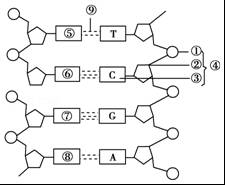 ⑨
⑤ T ①
⑥ C ② ④
③
⑦ G
⑧ A